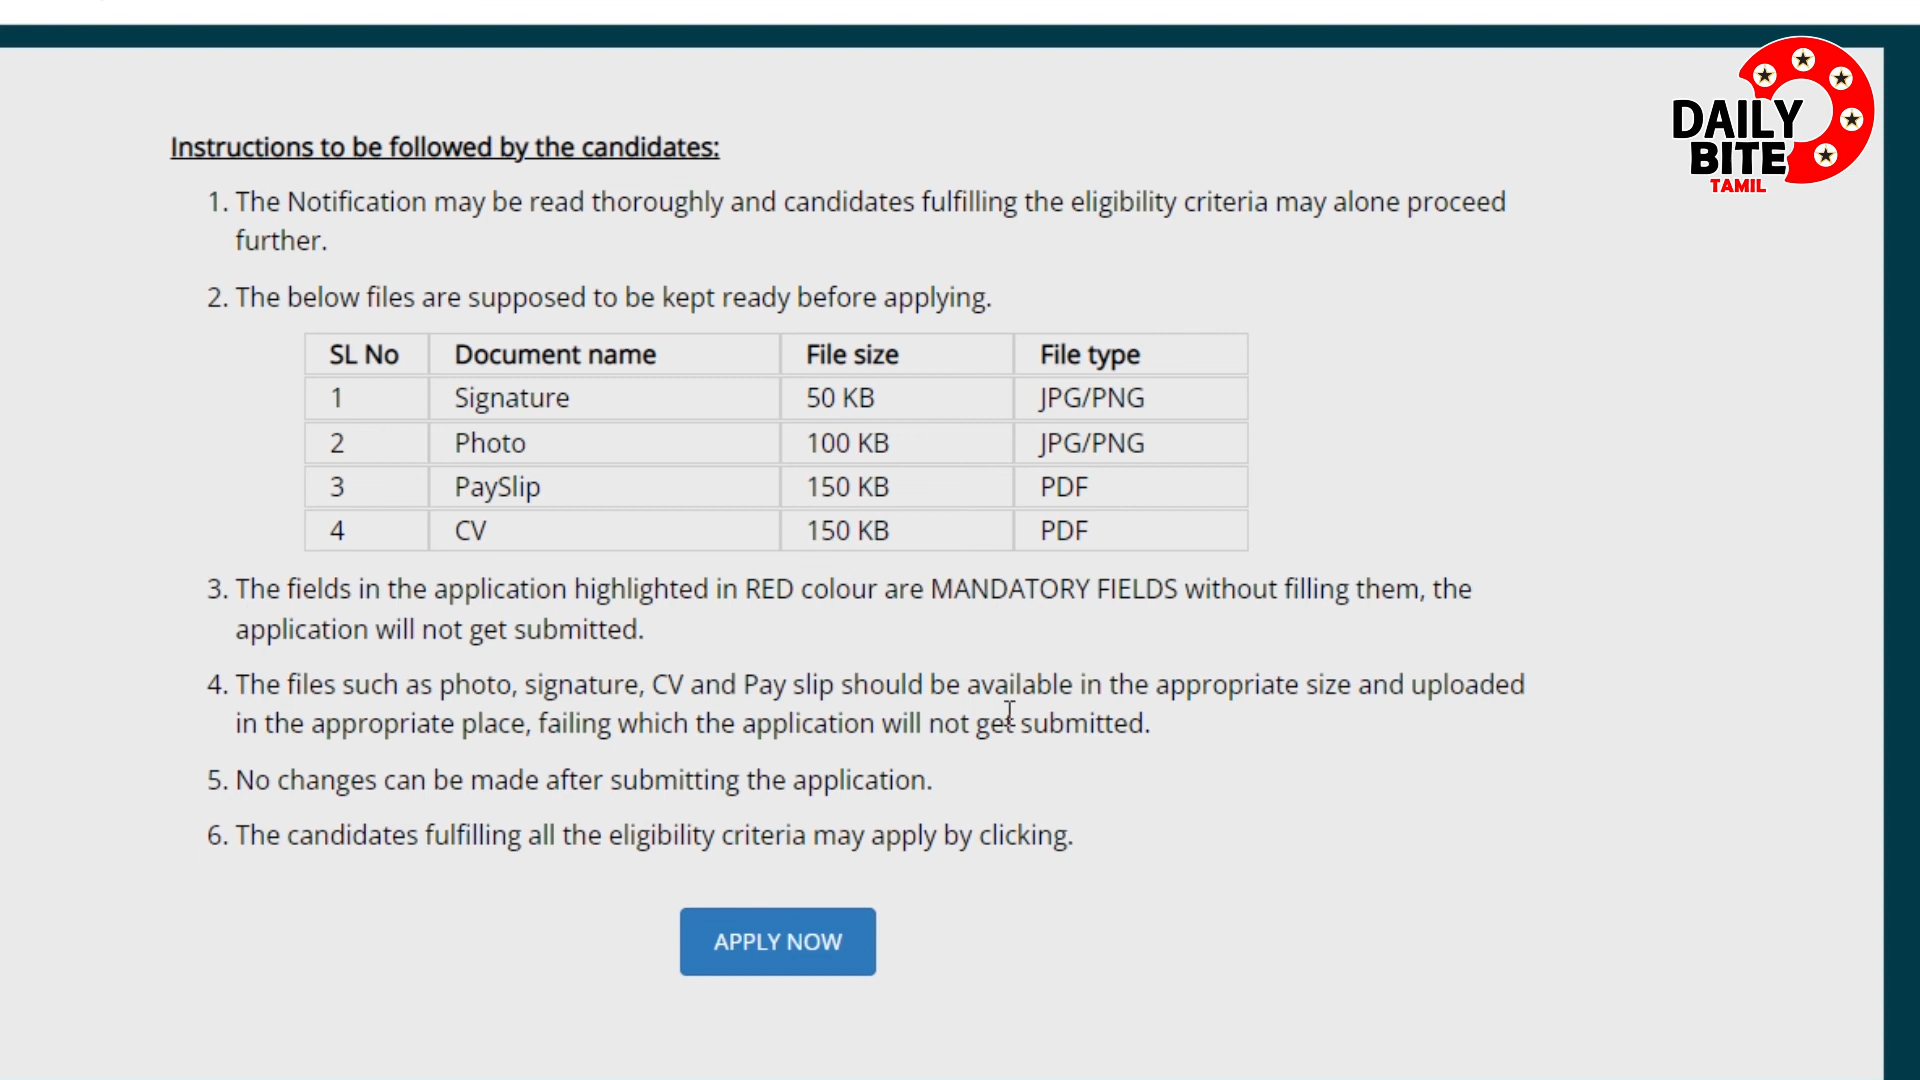 DAILY
BITE
TAMIL
Instructions to be followed by the candidates:
1. The Notification may be read thoroughly and candidates fulfilling the eligibility criteria may alone proceed
further.
2. The below files are supposed to be kept ready before applying.
SL No Document name File size File type
1 Signature 50 KB JPG/PNG
2 Photo 100 KB JPG/PNG
3 PaySlip 150 KB PDF
4 CV 150 KB PDF
3. The fields in the application highlighted in RED colour are MANDATORY FIELDS without filling them, the
application will not get submitted.
4. The files such as photo, signature, CV and Pay slip should be available in the appropriate size and uploaded
in the appropriate place, failing which the application will not get submitted.
5. No changes can be made after submitting the application.
6. The candidates fulfilling all the eligibility criteria may apply by clicking.
APPLY NOW